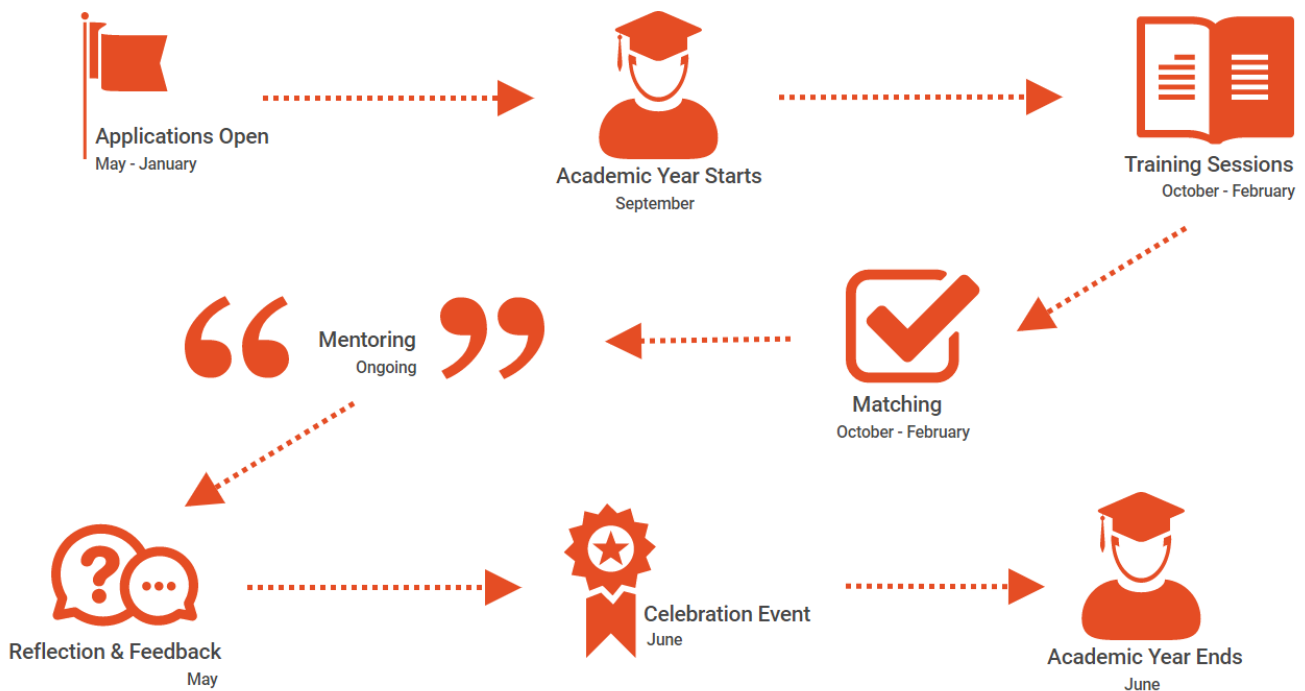 Applications Open
May - January
Academic Year Starts
September
Training Sessions
October - February
Matching
October - February
Mentoring
Ongoing
Reflection & Feedback
May
Celebration Event
June
Academic Year Ends
June